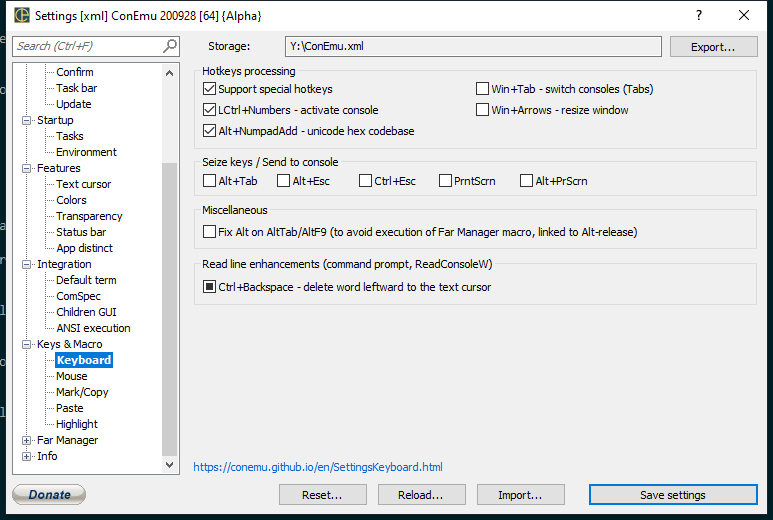 Settings [xml] ConEmu 200928 [64] {Alpha}
?
Search (Ctrl+F)
Storage:
Y:\ConEmu.xml
Export...
Confirm
Task bar
Update
Startup
Tasks
Environment
Features
Text cursor
Colors
Transparency
Status bar
App distinct
Integration
Default term
ComSpec
Children GUI
ANSI execution
Keys & Macro
Keyboard
Mouse
Mark/Copy
Paste
Highlight
Far Manager
Info
Hotkeys processing
Support special hotkeys
Win+Tab - switch consoles (Tabs)
LCtrl+Numbers - activate console
Win+Arrows - resize window
Alt+NumpadAdd - unicode hex codebase
Seize keys / Send to console
Alt+Tab
Alt+Esc
Ctrl+Esc
PrntScrn
Alt+PrScrn
Miscellaneous
Fix Alt on AltTab/AltF9 (to avoid execution of Far Manager macro, linked to Alt-release)
Read line enhancements (command prompt, ReadConsoleW)
Ctrl+Backspace - delete word leftward to the text cursor
https://conemu.github.io/en/SettingsKeyboard.html
Donate
Reset...
Reload...
Import...
Save settings